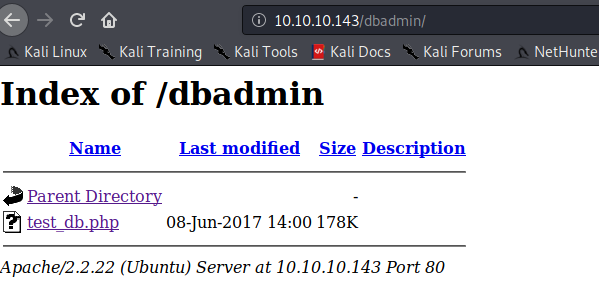 10.10.10.143/dbadmin/
Kali Linux Kali Training Kali Tools Kali Docs Kali Forums NetHunte
Index of /dbadmin
Name Last modified Size Description
Parent Directory -
test_db.php 08-Jun-2017 14:00 178K
Apache/2.2.22 (Ubuntu) Server at 10.10.10.143 Port 80